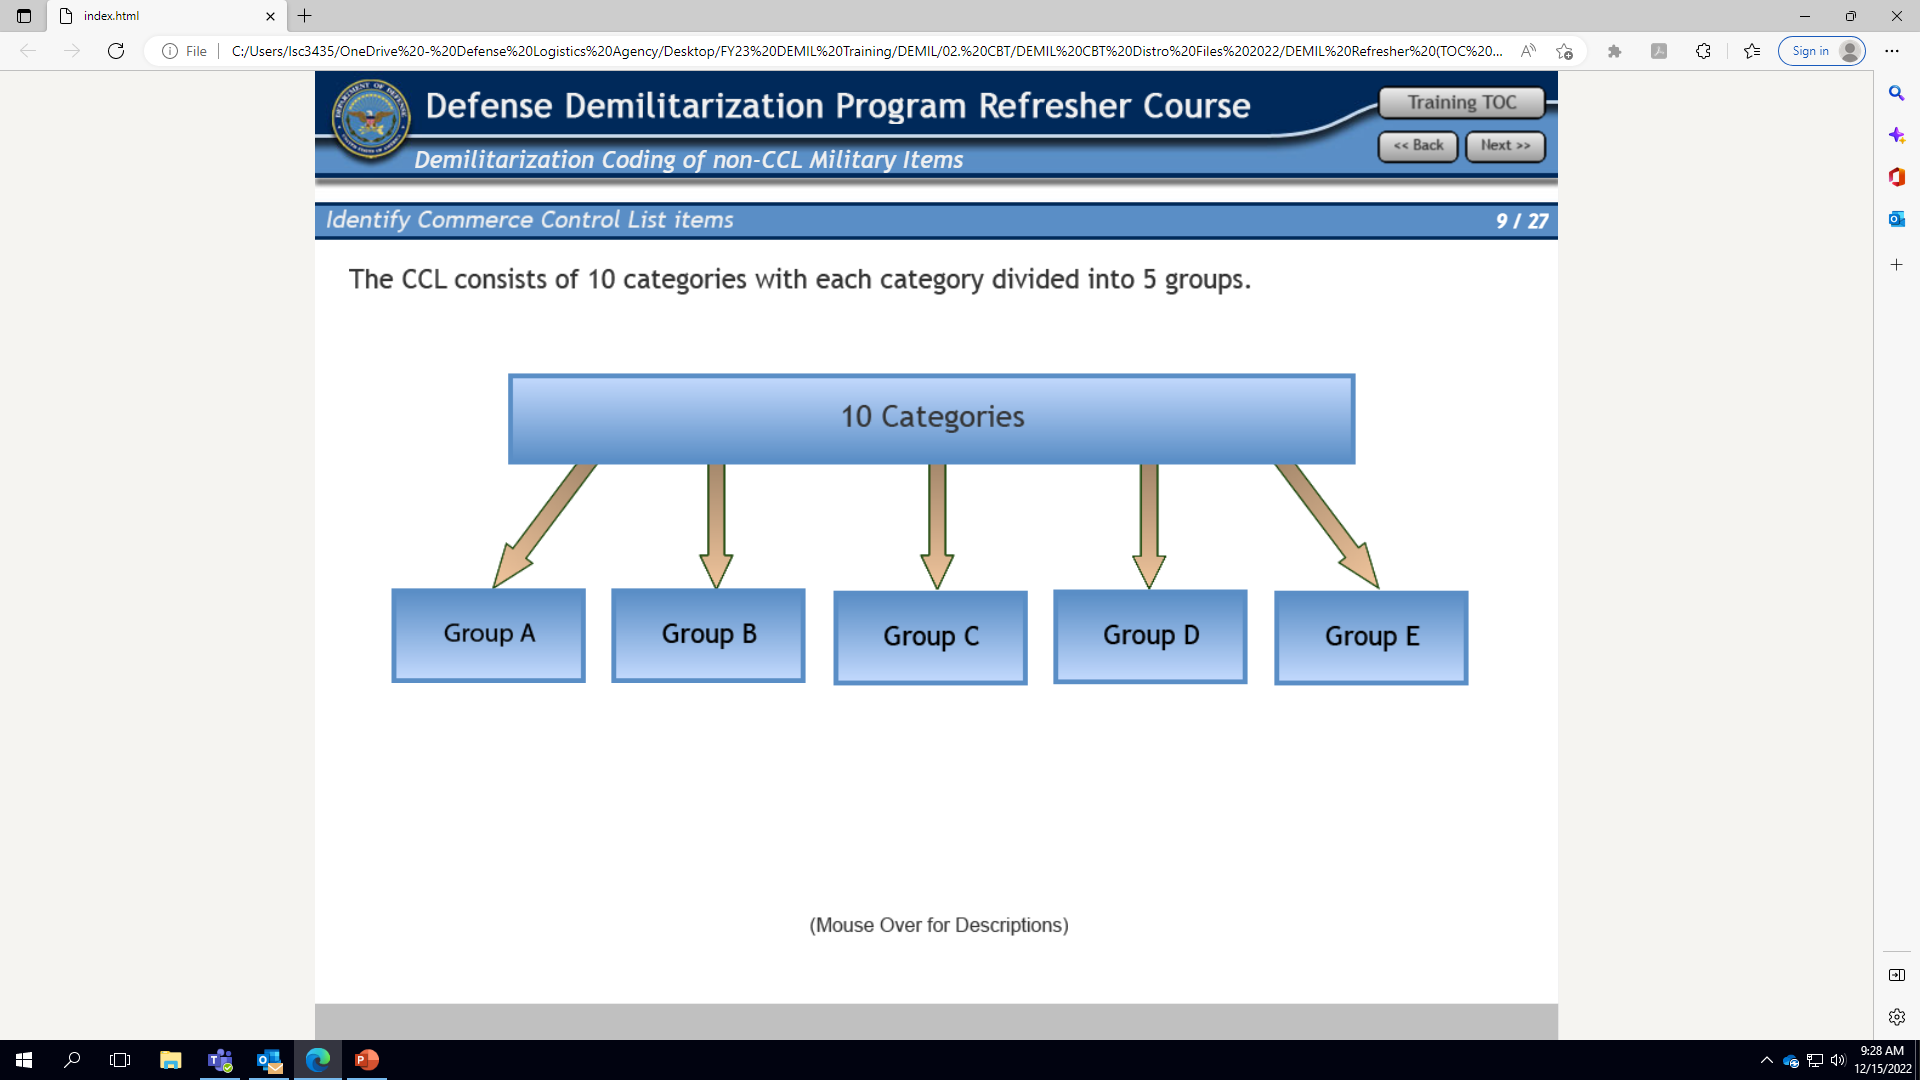 index.html
File
C:/Users/lsc3435/OneDrive%20-%20Defense%20Logistics%20Agency/Desktop/FY23%20DEMIL%20Training/DEMIL/02.%20CBT/DEMIL%20CBT%20Distro%20Files%202022/DEMIL%20Refresher%20(TOC%20...
Sign in
Defense Demilitarization Program Refresher Course
Training TOC
<< Back
Next >>
Demilitarization Coding of non-CCL Military Items
Identify Commerce Control List items
9 / 27
The CCL consists of 10 categories with each category divided into 5 groups.
10 Categories
Group A
Group B
Group C
Group D
Group E
(Mouse Over for Descriptions)
9:28 AM
12/15/2022